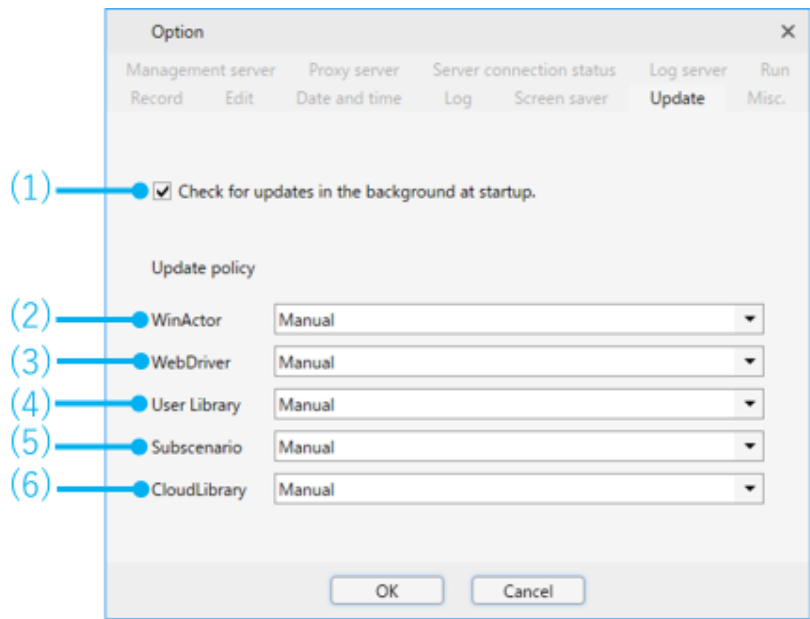 Option
Management server Proxy server Server connection status Log server Run
Record Edit Date and time Log Screen saver Update Misc.
(1) Check for updates in the background at startup.
Update policy
(2) WinActor Manual
(3) WebDriver Manual
(4) User Library Manual
(5) Subscenario Manual
(6) CloudLibrary Manual
OK Cancel